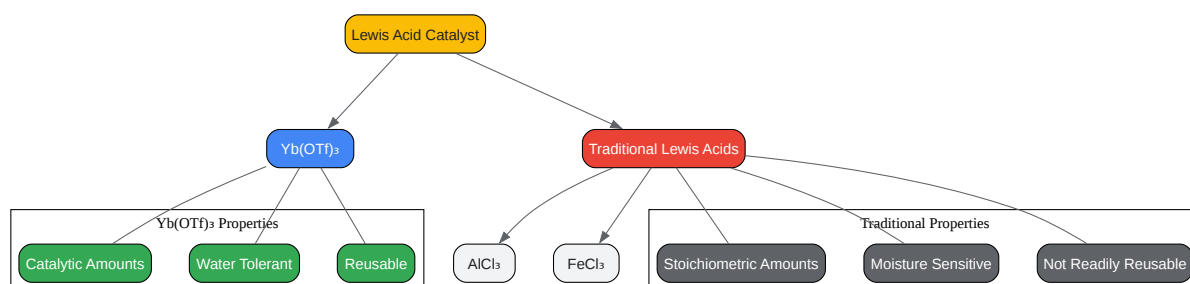 Lewis Acid Catalyst
Yb(OTf)₃
Traditional Lewis Acids
Yb(OTf)₃ Properties
Traditional Properties
Catalytic Amounts
Water Tolerant
Reusable
AlCl₃
FeCl₃
Stoichiometric Amounts
Moisture Sensitive
Not Readily Reusable